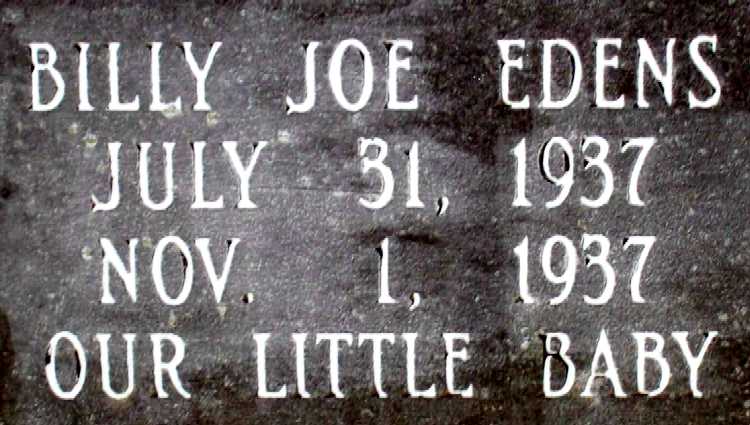 BILLY JOE EDENS
JULY 31, 1937
NOV. 1, 1937
OUR LITTLE BABY